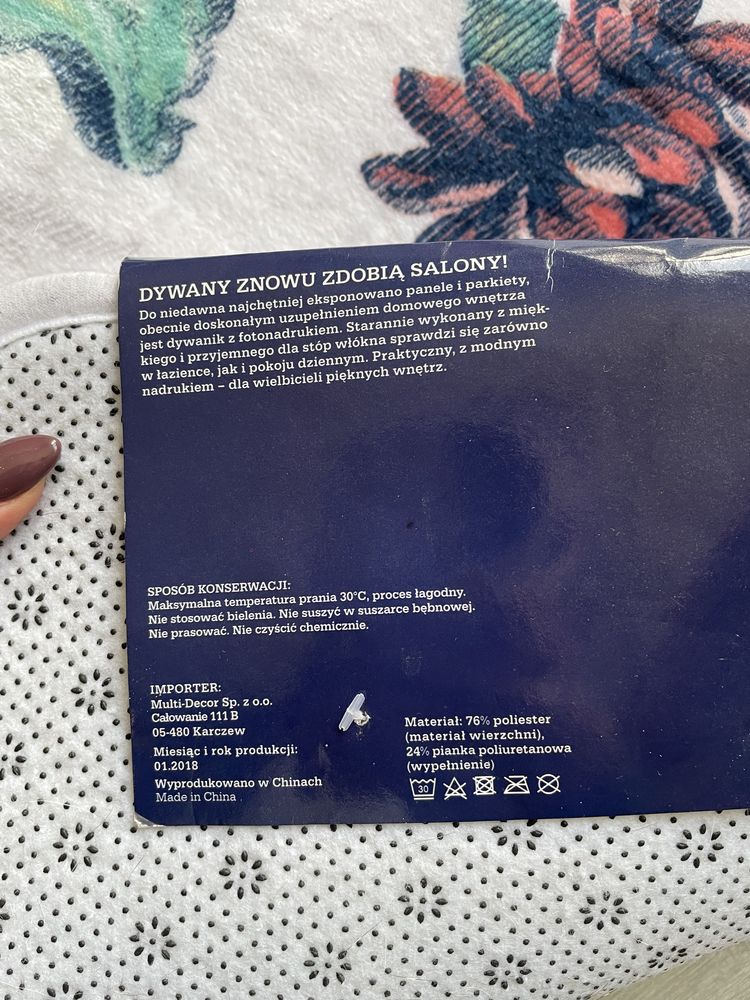 DYWANY ZNOWU ZDOBIĄ SALONY!
Do niedawna najchętniej eksponowano panele i parkiety,
obecnie doskonałym uzupełnieniem domowego wnętrza
jest dywanik z fotonadrukiem. Starannie wykonany z mięk-
kiego i przyjemnego dla stóp włókna sprawdzi się zarówno
w łazience, jak i pokoju dziennym. Praktyczny, z modnym
nadrukiem – dla wielbicieli pięknych wnętrz.
SPOSÓB KONSERWACJI:
Maksymalna temperatura prania 30°C, proces łagodny.
Nie stosować bielenia. Nie suszyć w suszarce bębnowej.
Nie prasować. Nie czyścić chemicznie.
IMPORTER:
Multi-Decor Sp. z o.o.
Całowanie 111 B
05-480 Karczew
Miesiąc i rok produkcji:
01.2018
Wyprodukowano w Chinach
Made in China
Materiał: 76% poliester
(materiał wierzchni),
24% pianka poliuretanowa
(wypełnienie)
30